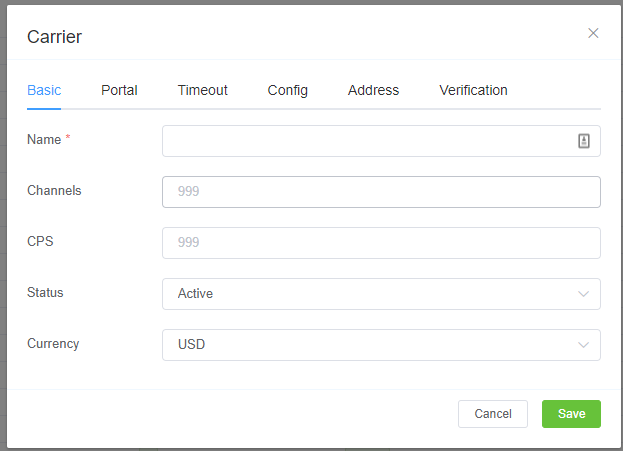 Carrier
Basic Portal Timeout Config Address Verification
Name *
Channels 999
CPS 999
Status Active
Currency USD
Cancel Save